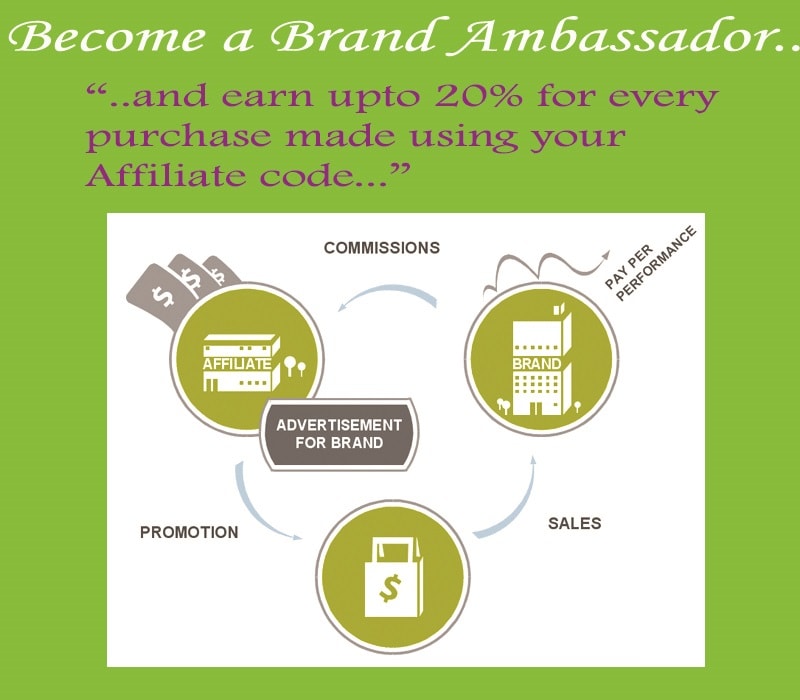 Become a Brand Ambassador..
“..and earn upto 20% for every
purchase made using your
Affiliate code...”
COMMISSIONS
PAY PER
PERFORMANCE
$ $ $
AFFILIATE
BRAND
ADVERTISEMENT
FOR BRAND
PROMOTION
SALES
$